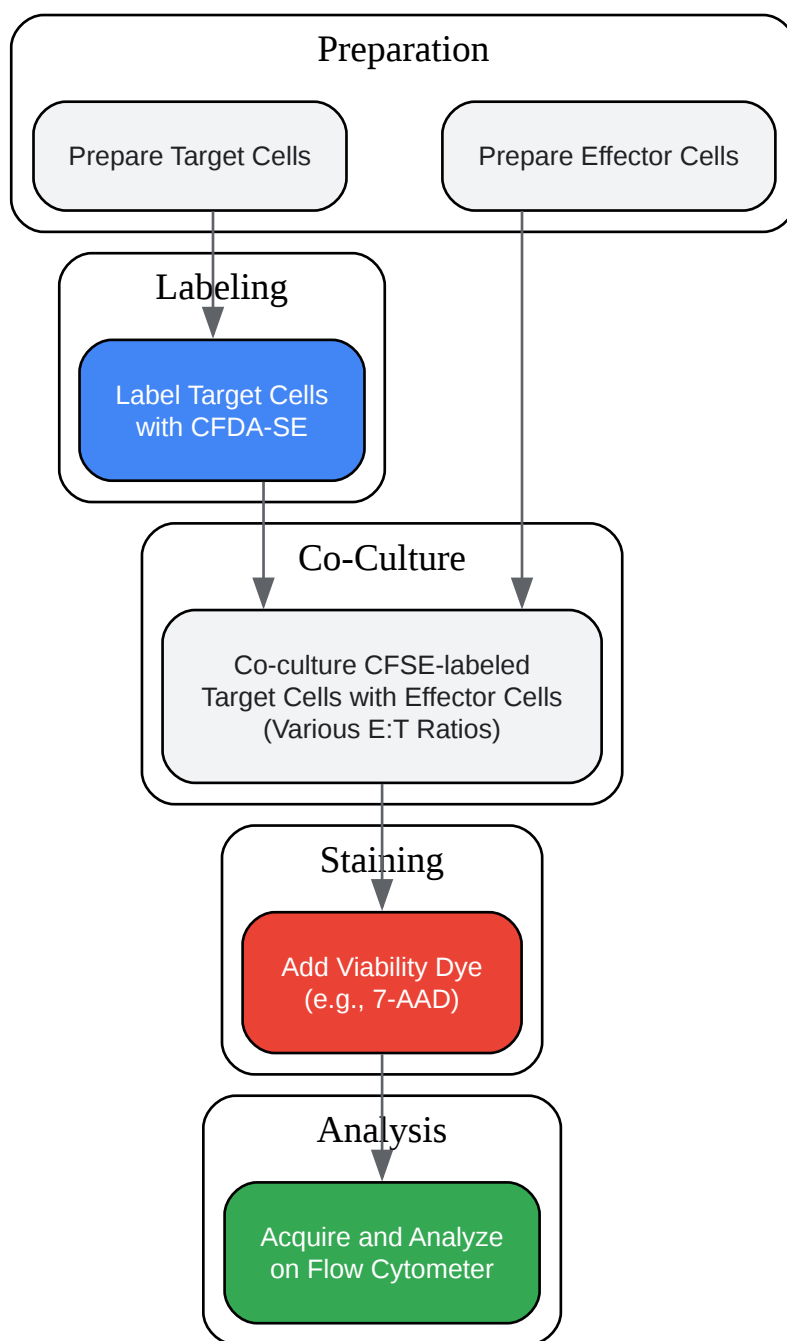 Preparation
Prepare Target Cells
Prepare Effector Cells
Labeling
Label Target Cells
with CFDA-SE
Co-Culture
Co-culture CFSE-labeled
Target Cells with Effector Cells
(Various E:T Ratios)
Staining
Add Viability Dye
(e.g., 7-AAD)
Analysis
Acquire and Analyze
on Flow Cytometer